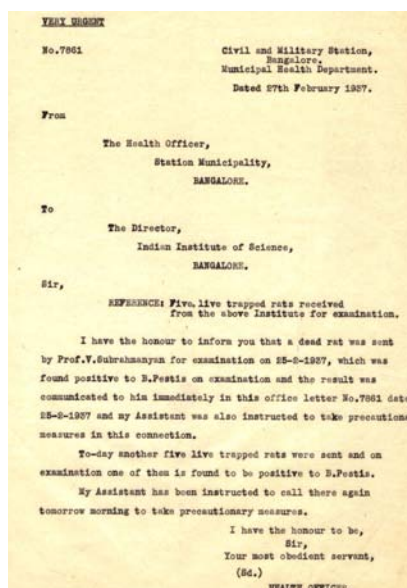 VERY URGENT
No.7861
Civil and Military Station,
Bangalore.
Municipal Health Department.
Dated 27th February 1937.
From
The Health Officer,
Station Municipality,
BANGALORE.
To
The Director,
Indian Institute of Science,
BANGALORE.
Sir,
REFERENCE: Five, live trapped rats received
from the above Institute for examination.
I have the honour to inform you that a dead rat was sent
by Prof.V.Subrahmanyan for examination on 25-2-1937, which was
found positive to B.Pestis on examination and the result was
communicated to him immediately in this office letter No.7861 date
25-2-1937 and my Assistant was also instructed to take precautiona
measures in this connection.
To-day another five live trapped rats were sent and on
examination one of them is found to be positive to B.Pestis.
My Assistant has been instructed to call there again
tomorrow morning to take precautionary measures.
I have the honour to be,
Sir,
Your most obedient servant,
(Sd.)
HEALTH OFFICER